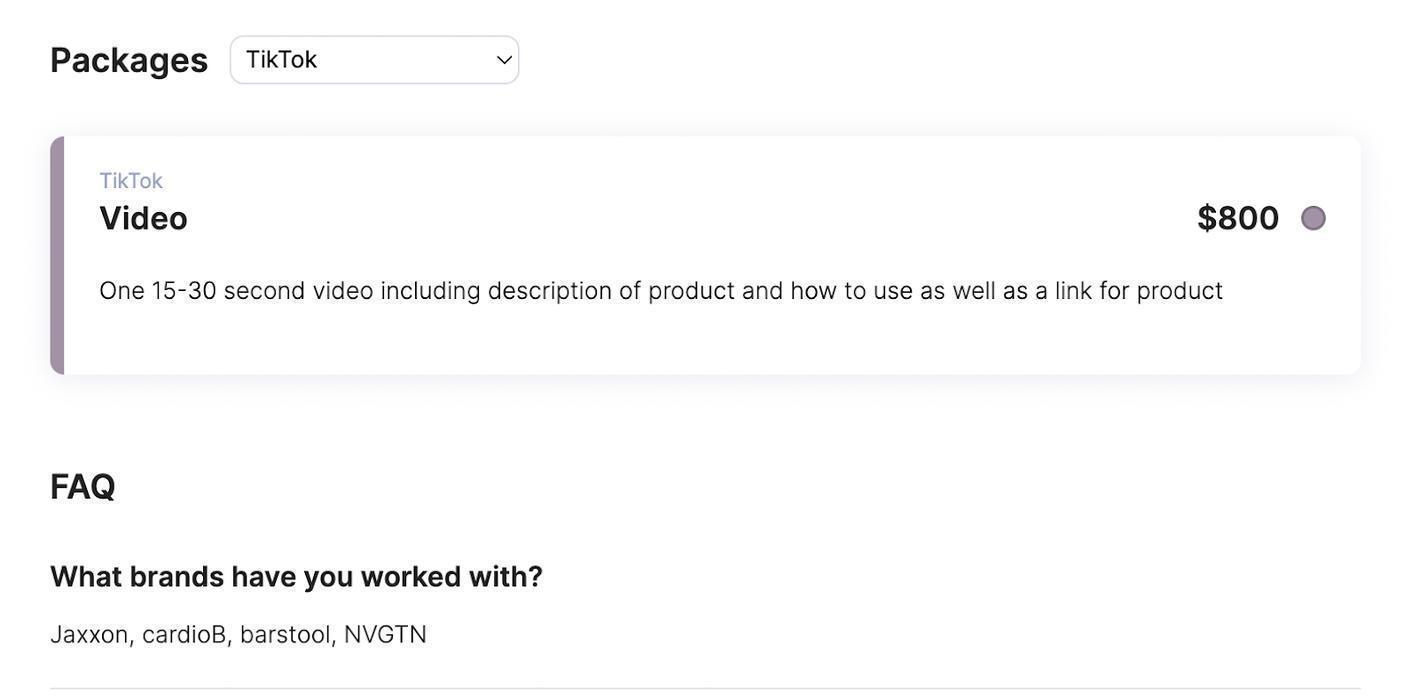 Packages TikTok
TikTok
Video $800
One 15-30 second video including description of product and how to use as well as a link for product
FAQ
What brands have you worked with?
Jaxxon, cardioB, barstool, NVGTN